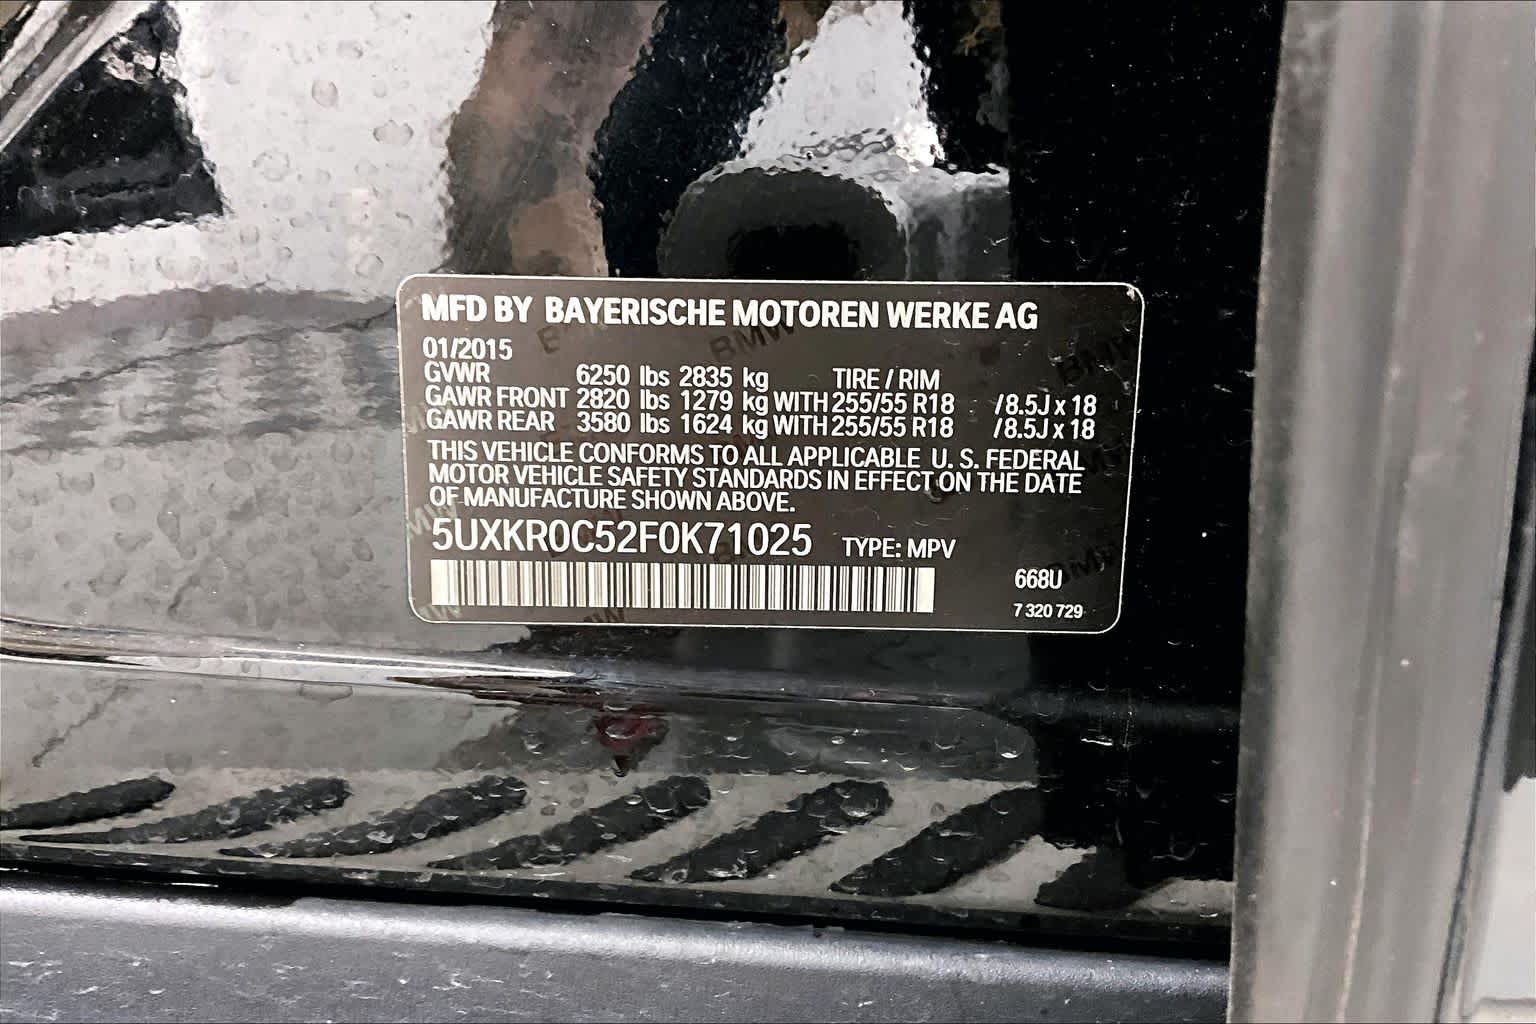 MFD BY BAYERISCHE MOTOREN WERKE AG
01/2015
GVWR 6250 lbs 2835 kg TIRE / RIM
GAWR FRONT 2820 lbs 1279 kg WITH 255/55 R18 /8.5J x 18
GAWR REAR 3580 lbs 1624 kg WITH 255/55 R18 /8.5J x 18
THIS VEHICLE CONFORMS TO ALL APPLICABLE U. S. FEDERAL
MOTOR VEHICLE SAFETY STANDARDS IN EFFECT ON THE DATE
OF MANUFACTURE SHOWN ABOVE.
5UXKR0C52F0K71025 TYPE: MPV
668U
7 320 729